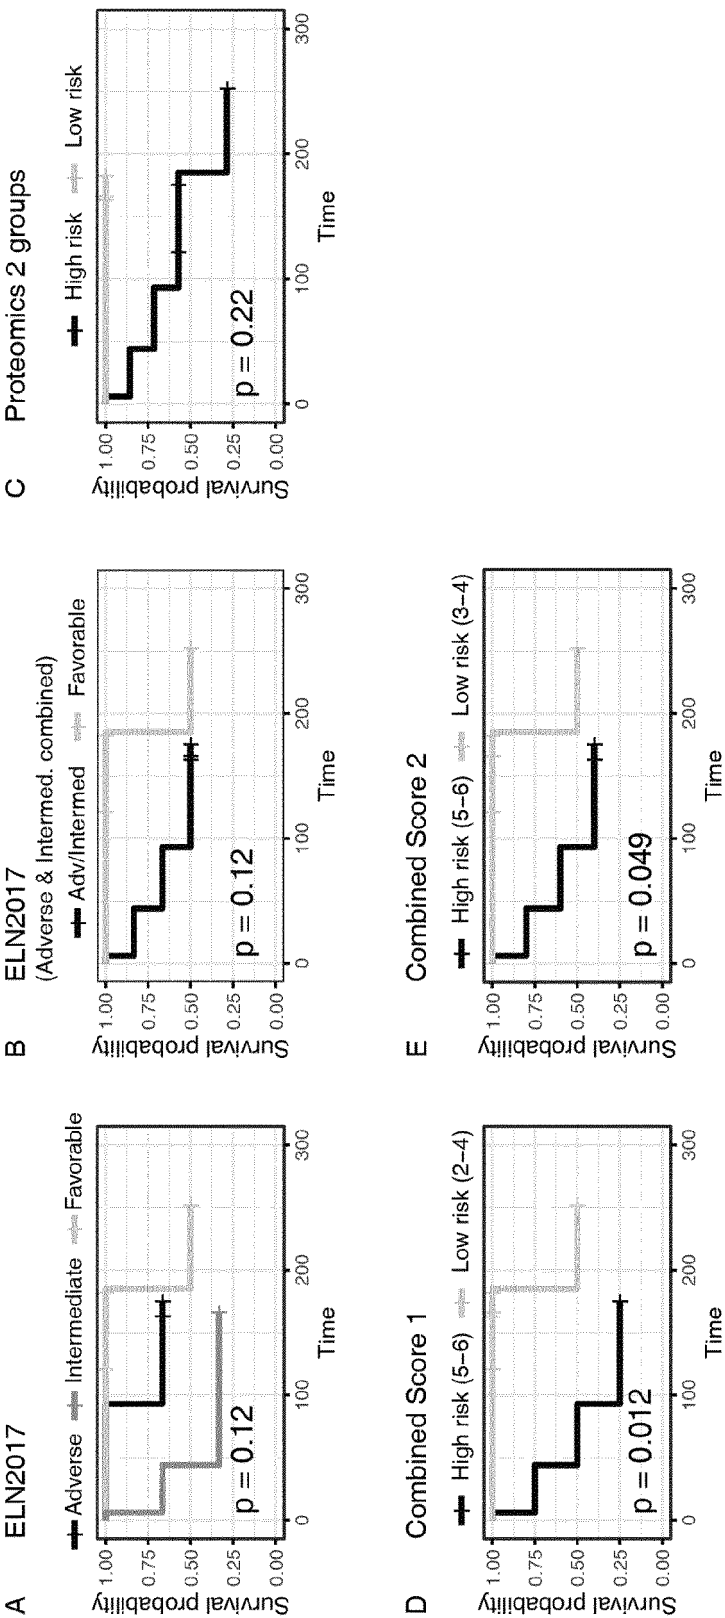 A
ELN2017
Adverse Intermediate Favorable
Survival probability
1.00
0.75
0.50
0.25
0.00
p = 0.12
0 100 200 300
Time
B
ELN2017
(Adverse & Intermed. combined)
Adv/Intermed Favorable
Survival probability
1.00
0.75
0.50
0.25
0.00
p = 0.12
0 100 200 300
Time
C
Proteomics 2 groups
High risk Low risk
Survival probability
1.00
0.75
0.50
0.25
0.00
p = 0.22
0 100 200 300
Time
D
Combined Score 1
High risk (5–6) Low risk (2–4)
Survival probability
1.00
0.75
0.50
0.25
0.00
p = 0.012
0 100 200 300
Time
E
Combined Score 2
High risk (5–6) Low risk (3–4)
Survival probability
1.00
0.75
0.50
0.25
0.00
p = 0.049
0 100 200 300
Time